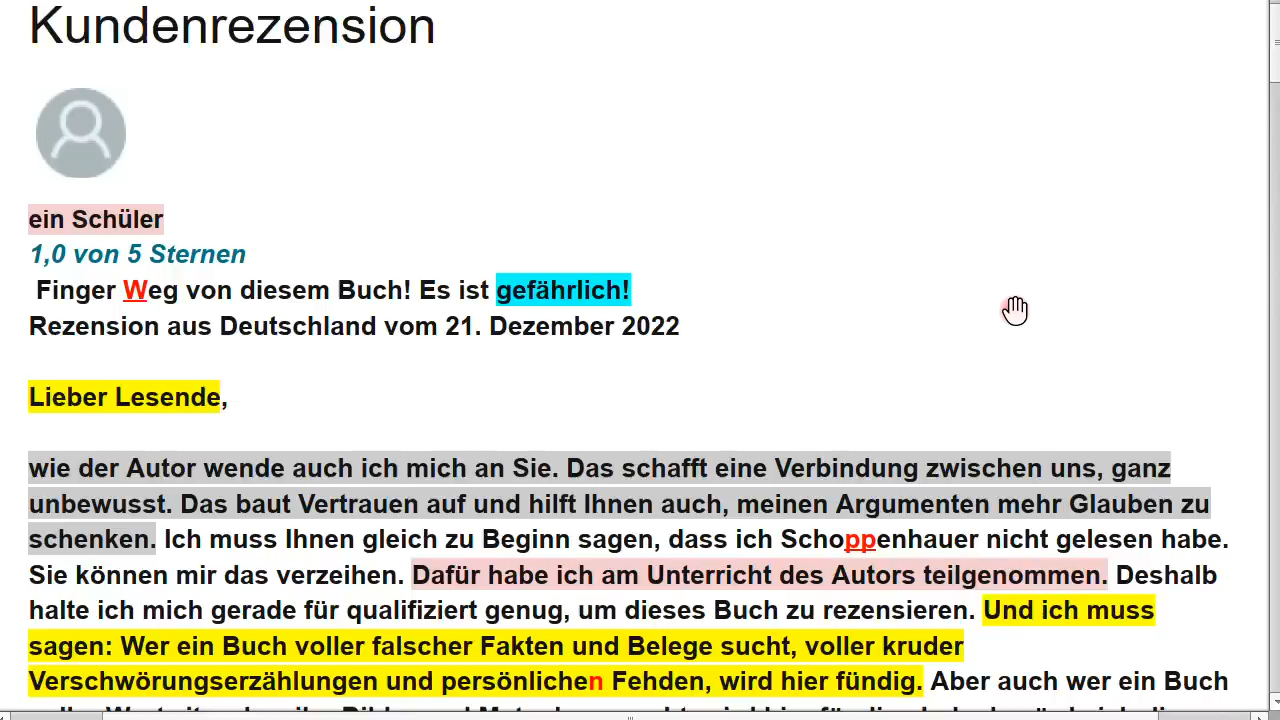 Kundenrezension
ein Schüler
1,0 von 5 Sternen
Finger Weg von diesem Buch! Es ist gefährlich!
Rezension aus Deutschland vom 21. Dezember 2022
Lieber Lesende,
wie der Autor wende auch ich mich an Sie. Das schafft eine Verbindung zwischen uns, ganz
unbewusst. Das baut Vertrauen auf und hilft Ihnen auch, meinen Argumenten mehr Glauben zu
schenken. Ich muss Ihnen gleich zu Beginn sagen, dass ich Schoppenhauer nicht gelesen habe.
Sie können mir das verzeihen. Dafür habe ich am Unterricht des Autors teilgenommen. Deshalb
halte ich mich gerade für qualifiziert genug, um dieses Buch zu rezensieren. Und ich muss
sagen: Wer ein Buch voller falscher Fakten und Belege sucht, voller kruder
Verschwörungserzählungen und persönlichen Fehden, wird hier fündig. Aber auch wer ein Buch